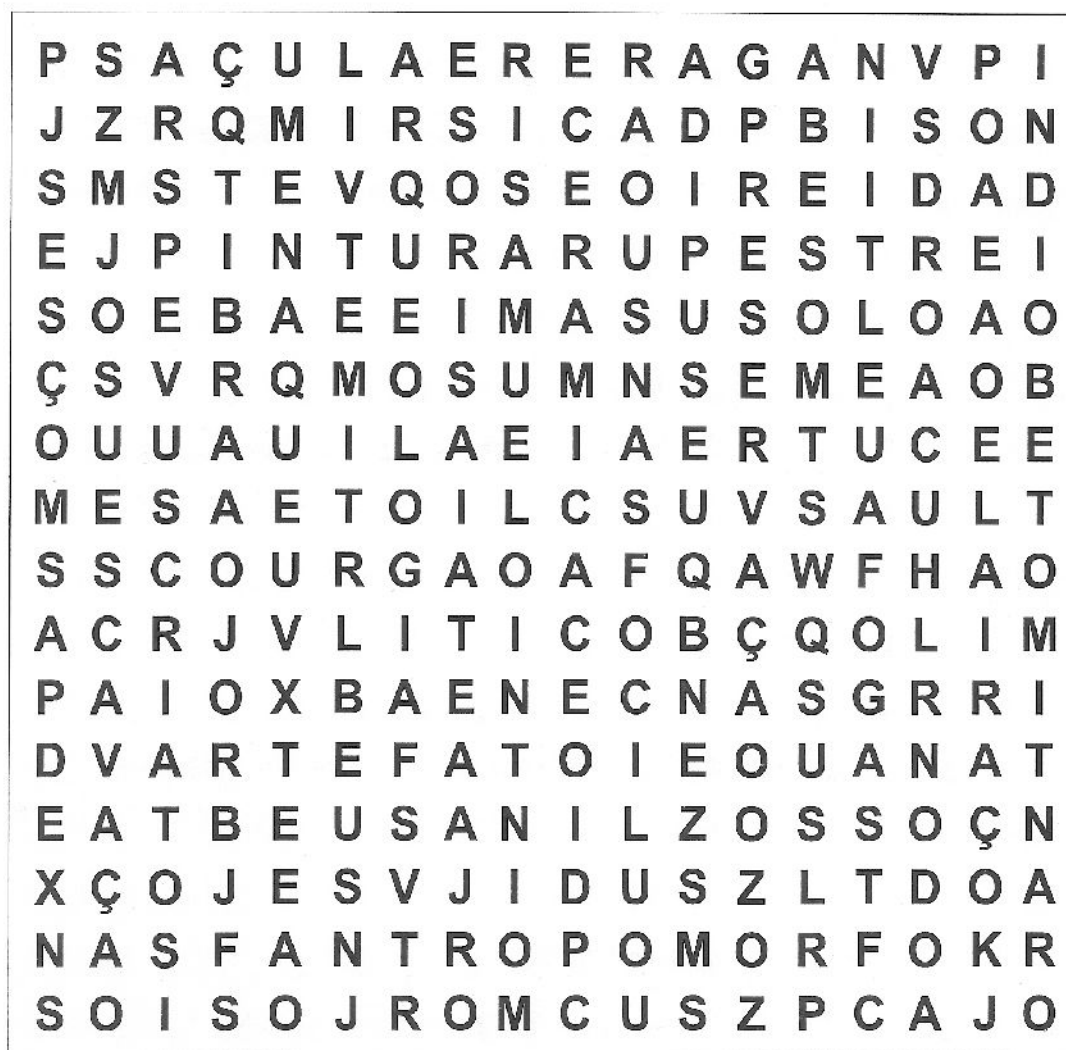 P S A Ç U L A E R E R A G A N V P I
J Z R Q M I R S I C A D P B I S O N
S M S T E V Q O S E O I R E I D A D
E J P I N T U R A R U P E S T R E I
S O E B A E E I M A S U S O L O A O
Ç S V R Q M O S U M N S E M E A O B
O U U A U I L A E I A E R T U C E E
M E S A E T O I L C S U V S A U L T
S S C O U R G A O A F Q A W F H A O
A C R J V L I T I C O B Ç Q O L I M
P A I O X B A E N E C N A S G R R I
D V A R T E F A T O I E O U A N A T
E A T B E U S A N I L Z O S S O Ç N
X Ç O J E S V J I D U S Z L T D O A
N A S F A N T R O P O M O R F O K R
S O I S O J R O M C U S Z P C A J O